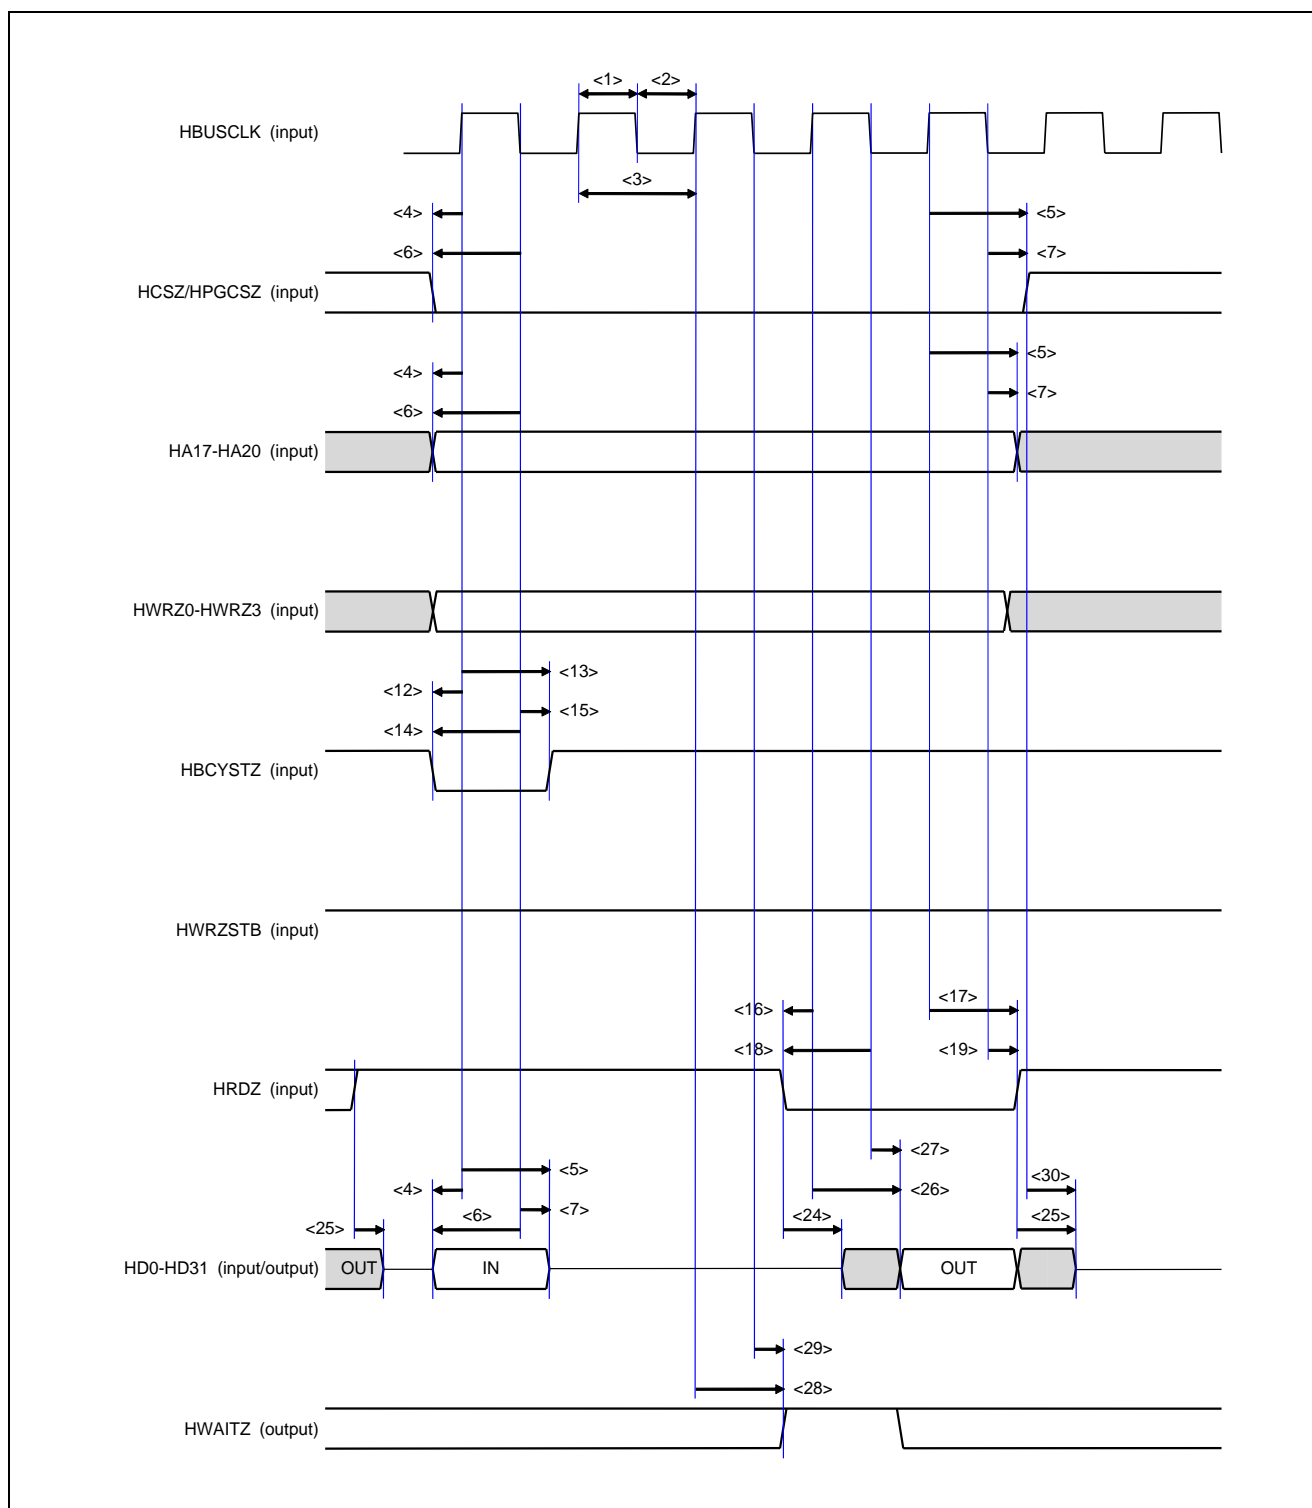 <1> <2>
HBUSCLK (input)
<3>
<4> <5>
<6> <7>
HCSZ/HPGCSZ (input)
<5>
<4>
<7>
<6>
HA17-HA20 (input)
HWRZ0-HWRZ3 (input)
<13>
<12>
<15>
<14>
HBCYSTZ (input)
HWRZSTB (input)
<17>
<16>
<18> <19>
HRDZ (input)
<27>
<5> <30>
<4> <26>
<7>
<25> <6> <24> <25>
HD0-HD31 (input/output) OUT IN OUT
<29>
<28>
HWAITZ (output)